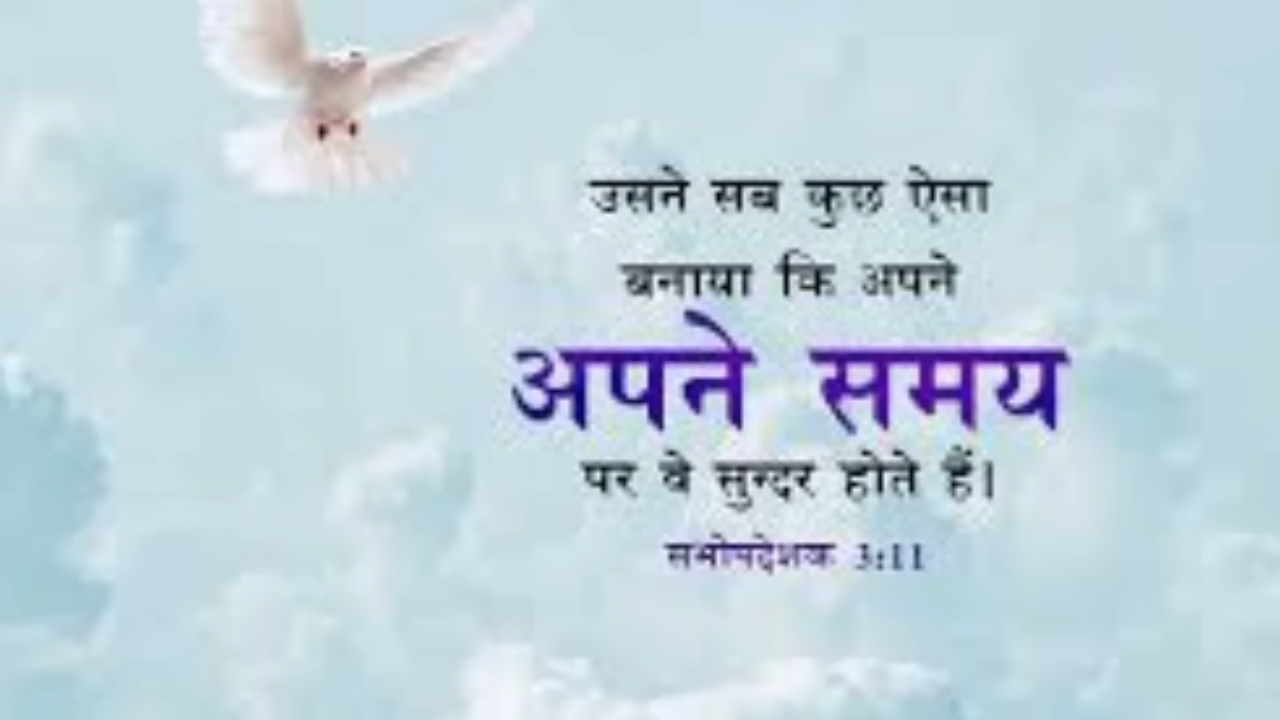 उसने सब कुछ ऐसा
बनाया कि अपने
अपने समय
पर वे सुन्दर होते हैं।
सभोपदेशक 3:11